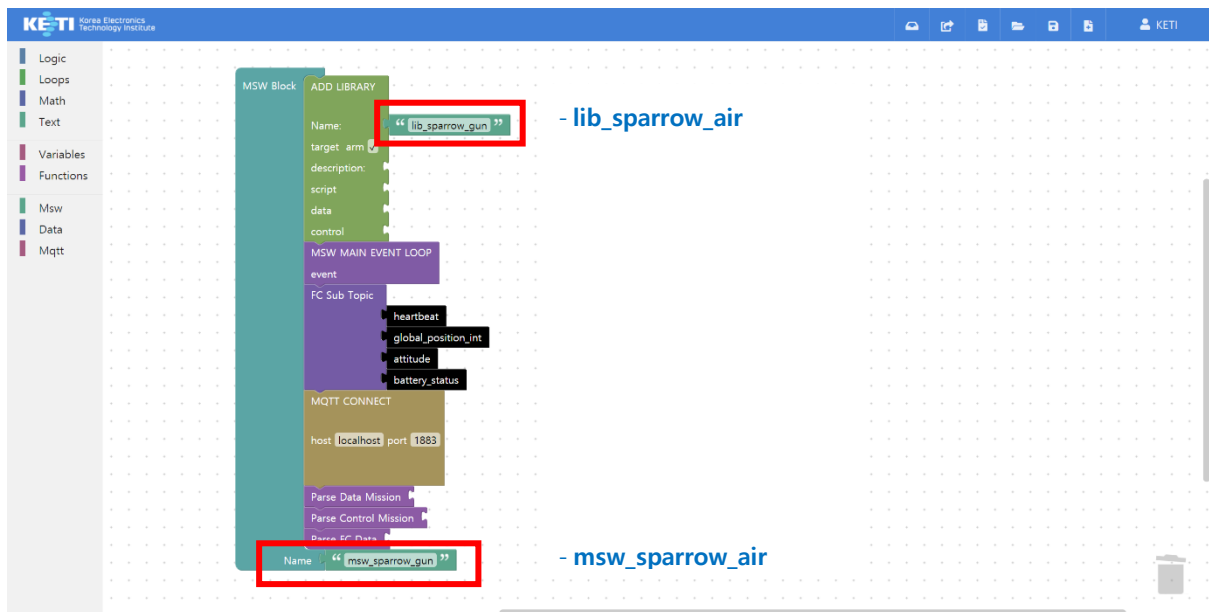 KETI Korea Electronics Technology Institute
KETI
Logic
Loops
Math
Text
Variables
Functions
Msw
Data
Mqtt
MSW Block
ADD LIBRARY
Name: “ lib_sparrow_gun ”
target arm
description:
script
data
control
MSW MAIN EVENT LOOP
event
FC Sub Topic
heartbeat
global_position_int
attitude
battery_status
MQTT CONNECT
host localhost port 1883
Parse Data Mission
Parse Control Mission
Parse FC Data
Name “ msw_sparrow_gun ”
- lib_sparrow_air
- msw_sparrow_air